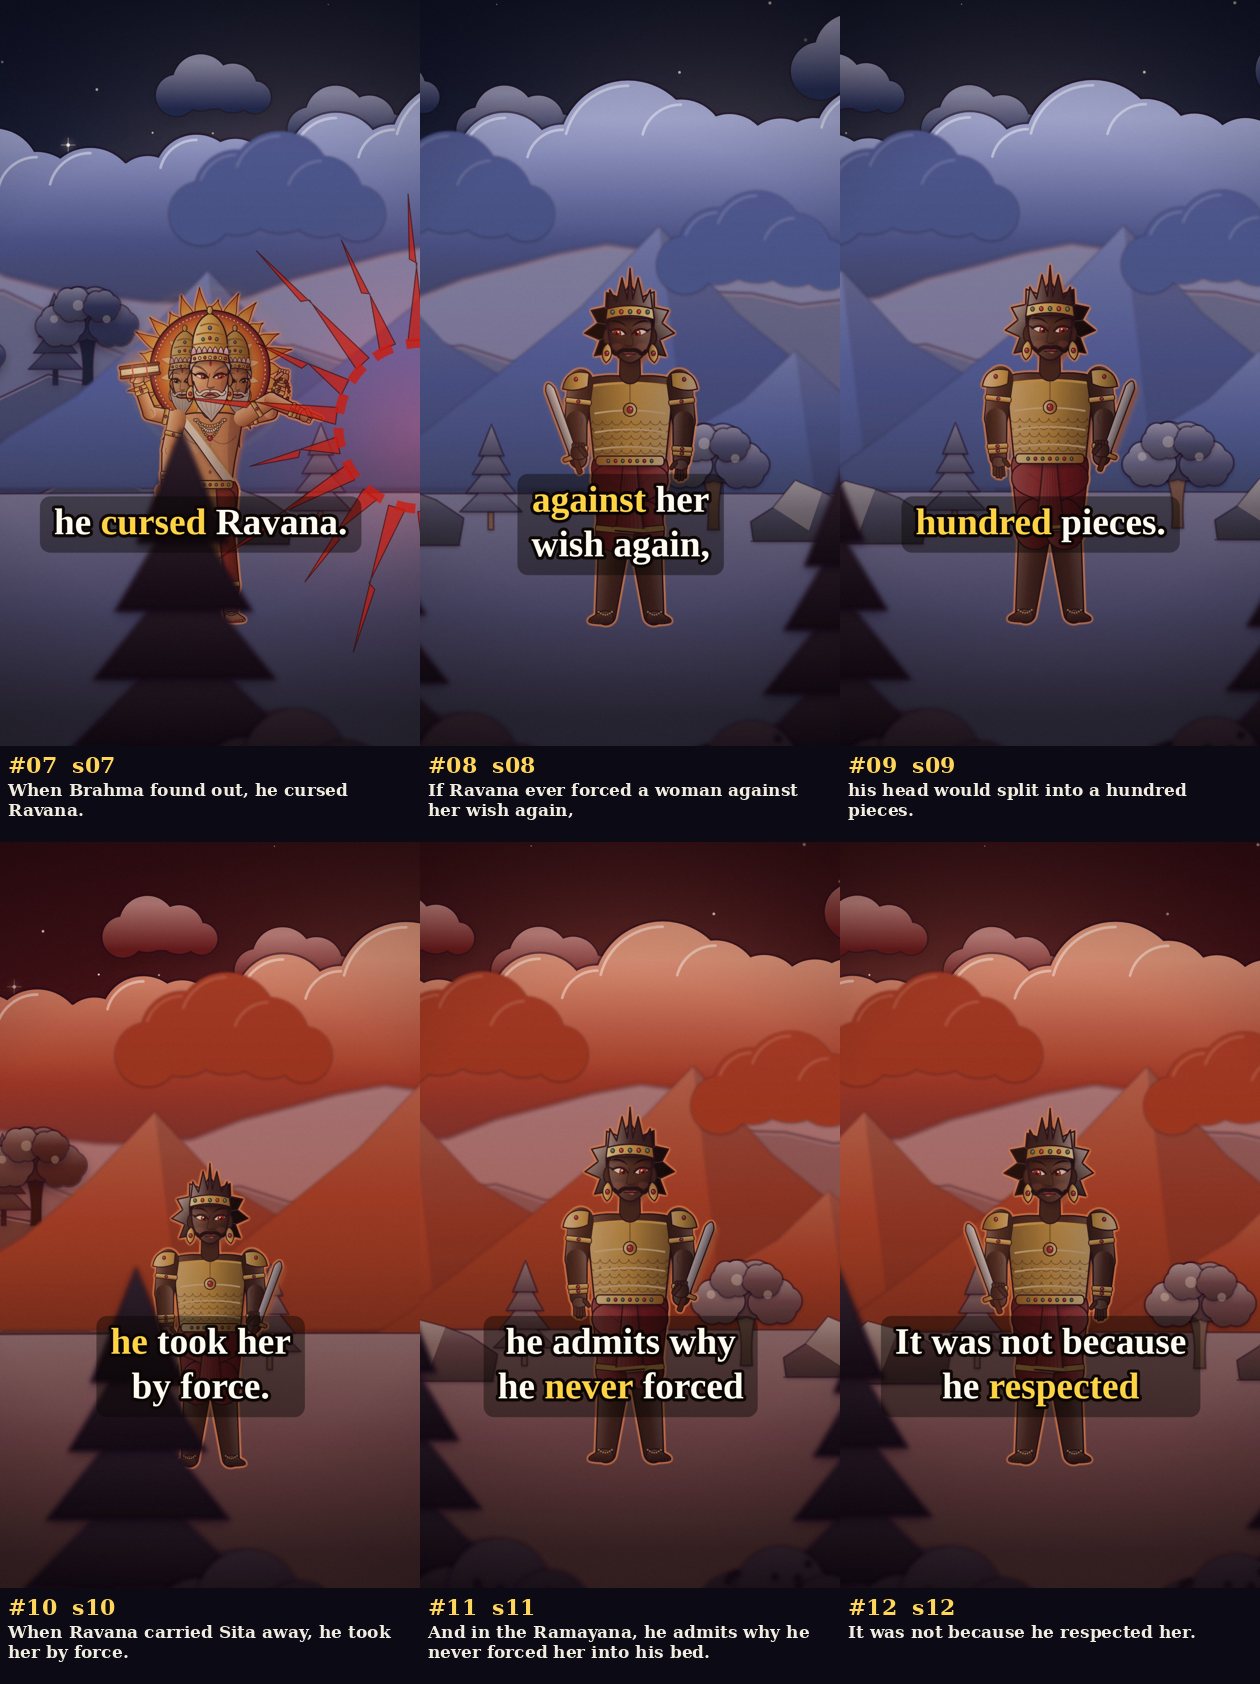 he cursed Ravana.
#07 s07
When Brahma found out, he cursed
Ravana.
against her
wish again,
#08 s08
If Ravana ever forced a woman against
her wish again,
hundred pieces.
#09 s09
his head would split into a hundred
pieces.
he took her
by force.
#10 s10
When Ravana carried Sita away, he took
her by force.
he admits why
he never forced
#11 s11
And in the Ramayana, he admits why he
never forced her into his bed.
It was not because
he respected
#12 s12
It was not because he respected her.